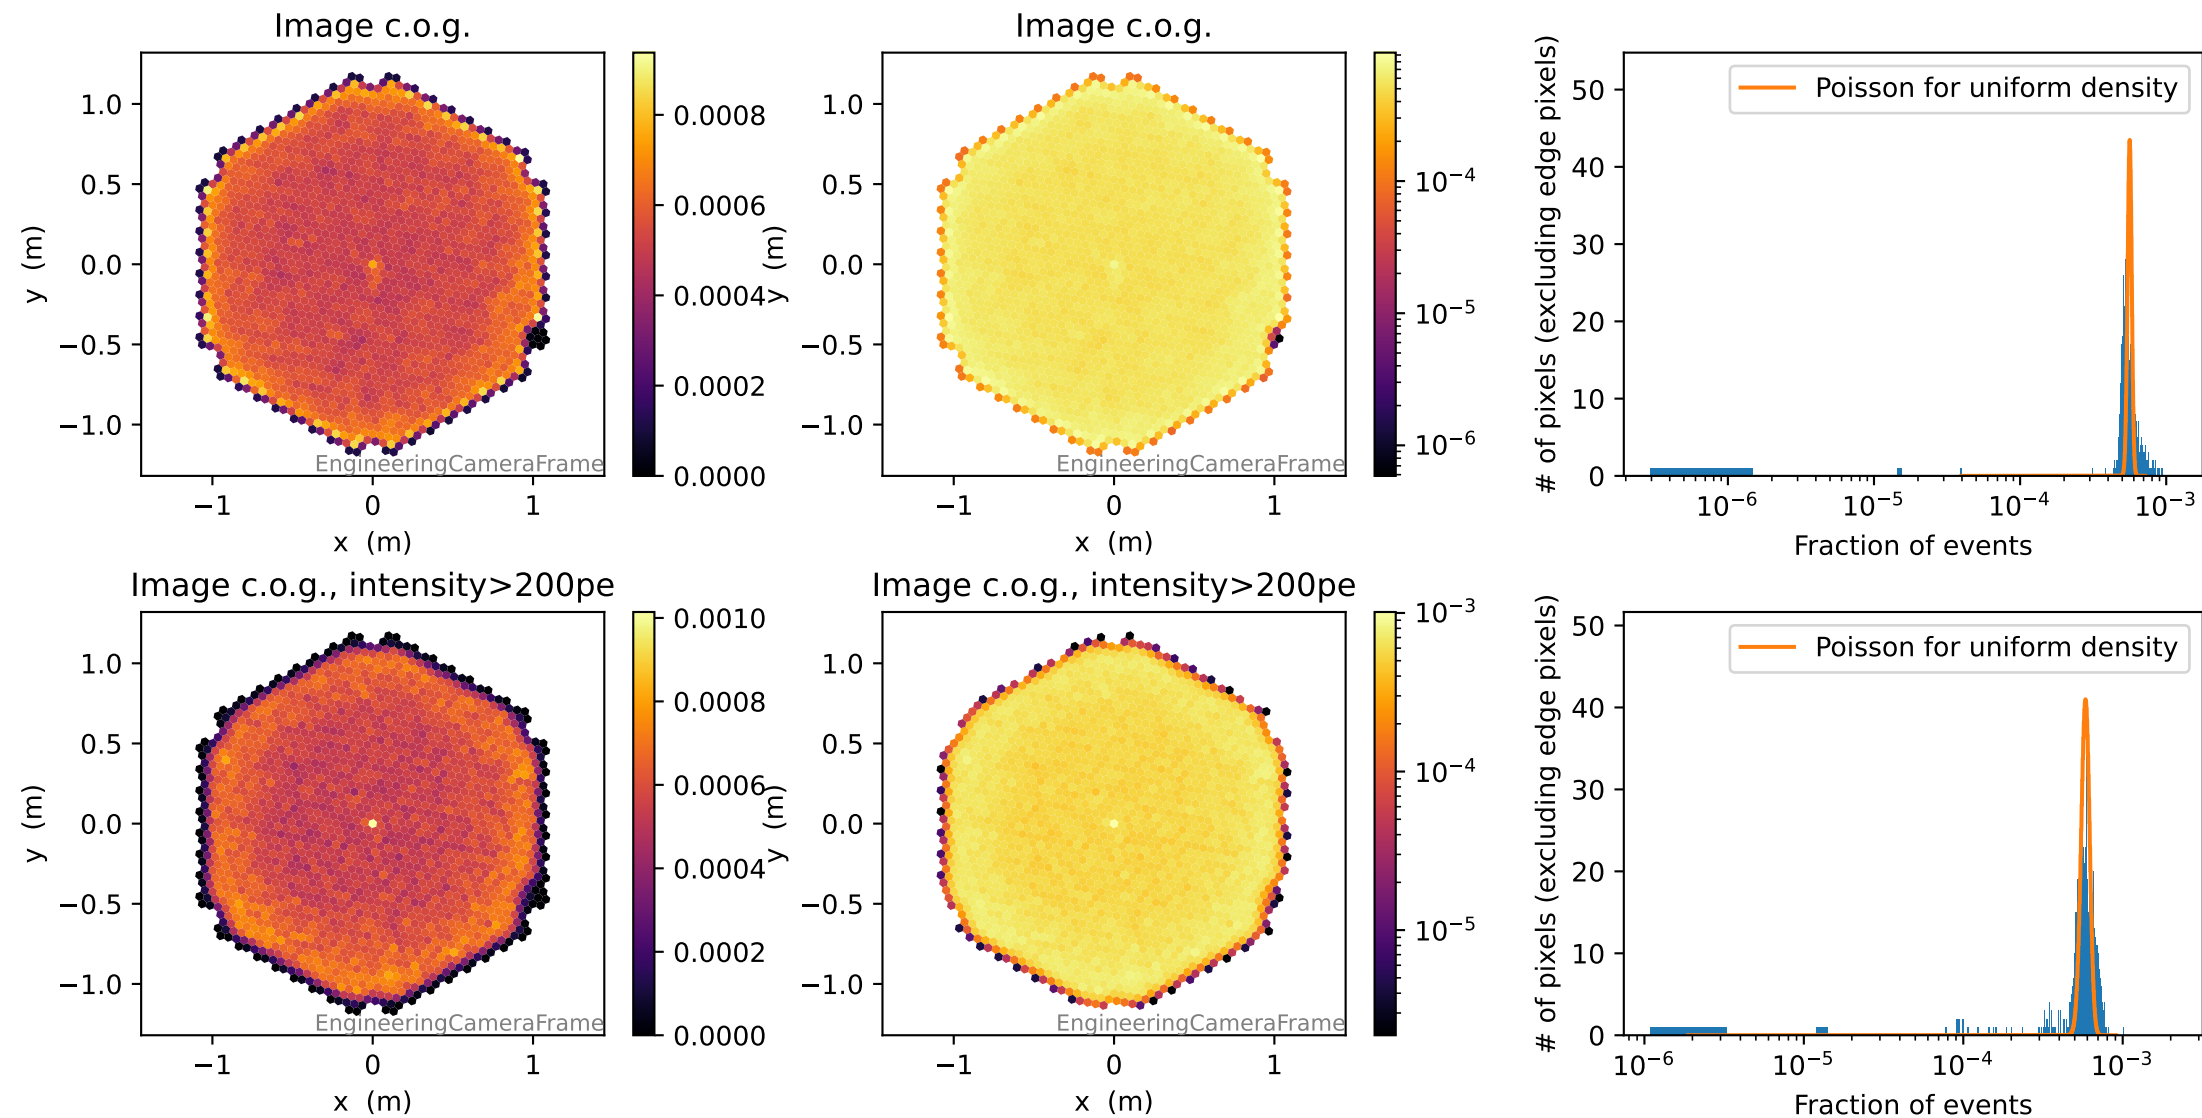 Image c.o.g.
1.0
0.5
0.0
−0.5
−1.0
y (m)
−1 0 1
x (m)
EngineeringCameraFrame
0.0008
0.0006
0.0004
0.0002
0.0000
Image c.o.g.
1.0
0.5
0.0
−0.5
−1.0
y (m)
−1 0 1
x (m)
EngineeringCameraFrame
10−4
10−5
10−6
# of pixels (excluding edge pixels)
50
40
30
20
10
0
Poisson for uniform density
10−6 10−5 10−4 10−3
Fraction of events
Image c.o.g., intensity>200pe
1.0
0.5
0.0
−0.5
−1.0
y (m)
−1 0 1
x (m)
EngineeringCameraFrame
0.0010
0.0008
0.0006
0.0004
0.0002
0.0000
Image c.o.g., intensity>200pe
1.0
0.5
0.0
−0.5
−1.0
y (m)
−1 0 1
x (m)
EngineeringCameraFrame
10−3
10−4
10−5
# of pixels (excluding edge pixels)
50
40
30
20
10
0
Poisson for uniform density
10−6 10−5 10−4 10−3
Fraction of events